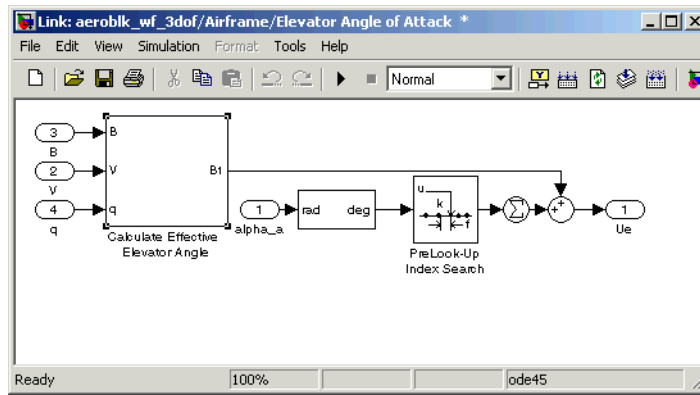 Link: aeroblk_wf_3dof/Airframe/Elevator Angle of Attack *
File Edit View Simulation Format Tools Help
Normal
3
B
2
V
4
q
B
V
q
B1
Calculate Effective
Elevator Angle
1
alpha_a
rad deg
u
k
f
PreLook-Up
Index Search
Σ
+
+
1
Ue
Ready 100% ode45